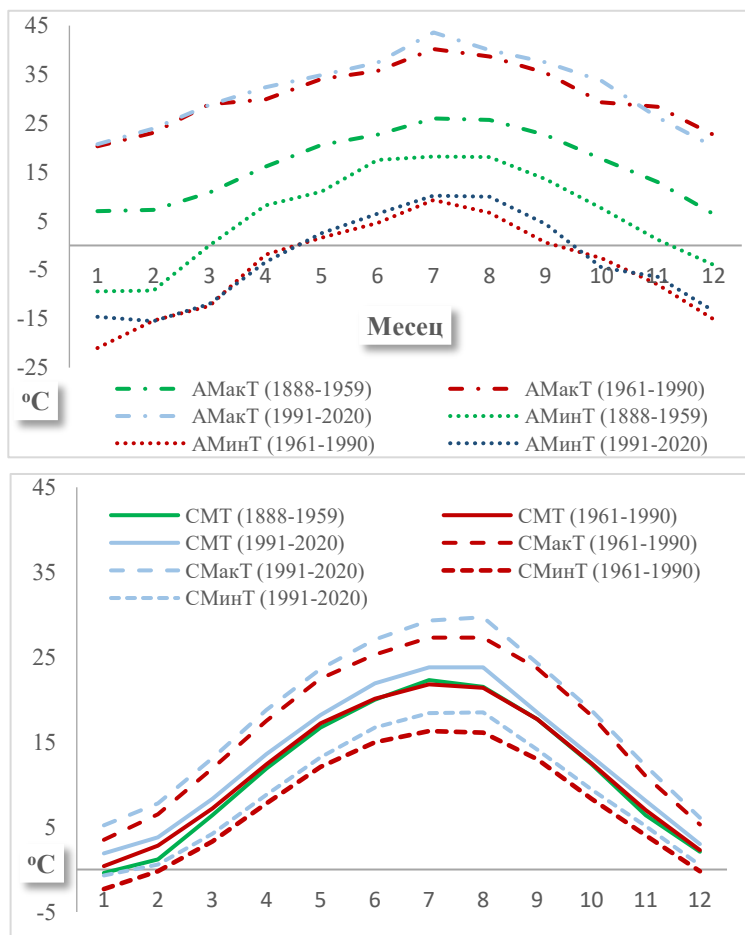 45
35
25
15
5
-5
-15
-25
1 2 3 4 5 6 7 8 9 10 11 12
Месец
ºC
АМакТ (1888-1959) АМакТ (1961-1990)
АМакТ (1991-2020) АМинТ (1888-1959)
АМинТ (1961-1990) АМинТ (1991-2020)
45
35
25
15
5
-5
СМТ (1888-1959) СМТ (1961-1990)
СМТ (1991-2020) СМакТ (1961-1990)
СМакТ (1991-2020) СМинТ (1961-1990)
СМинТ (1991-2020)
ºC
1 2 3 4 5 6 7 8 9 10 11 12